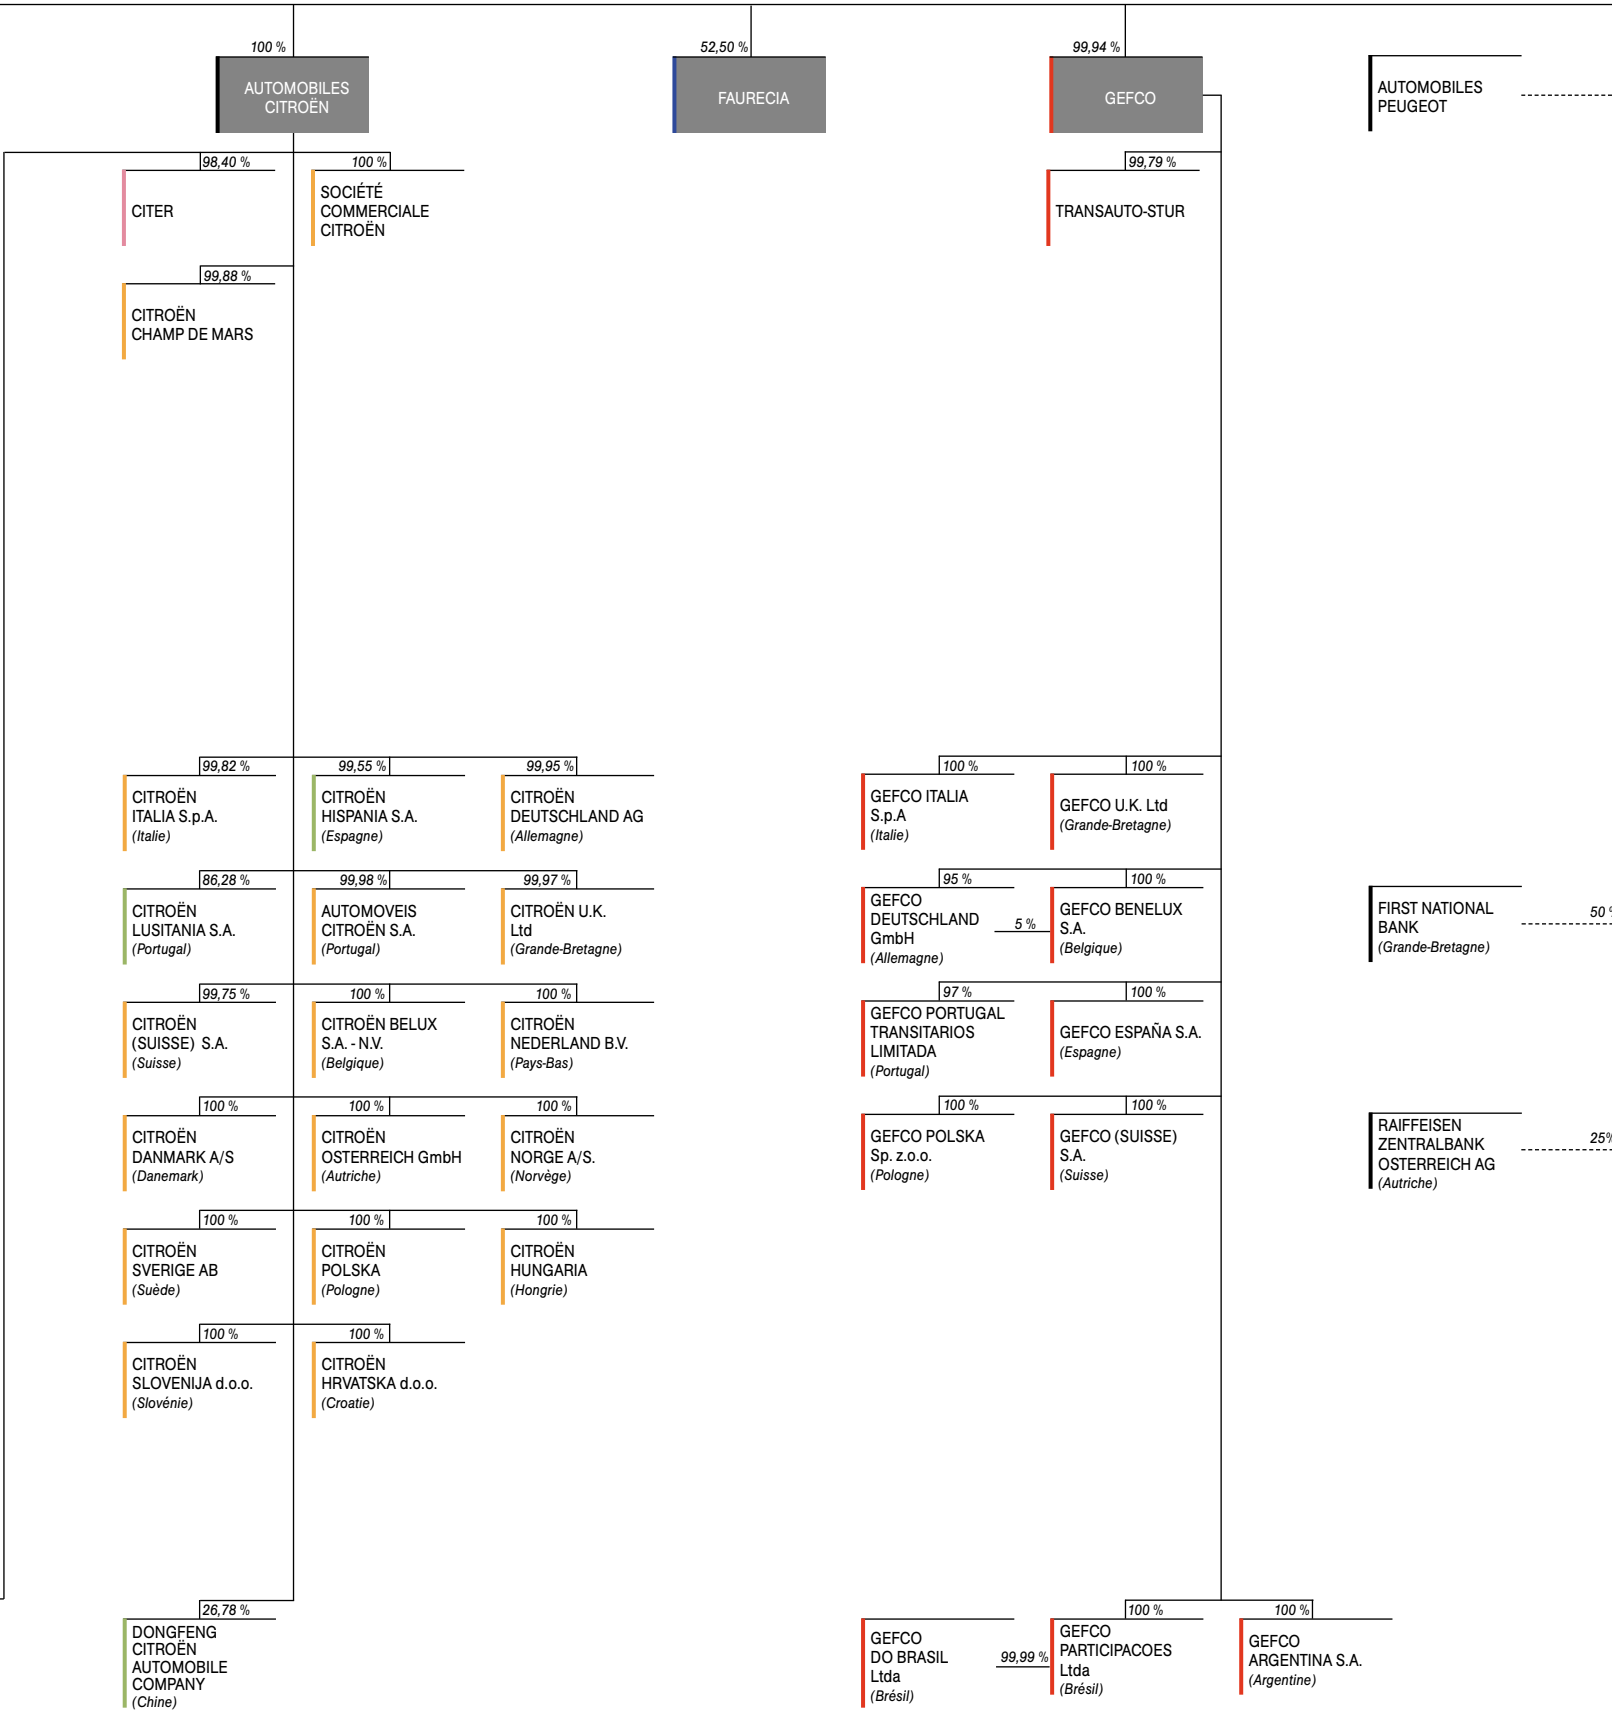 100 %
AUTOMOBILES
CITROËN
52,50 %
FAURECIA
99,94 %
GEFCO
AUTOMOBILES
PEUGEOT
98,40 %
CITER
100 %
SOCIÉTÉ
COMMERCIALE
CITROËN
99,79 %
TRANSAUTO-STUR
99,88 %
CITROËN
CHAMP DE MARS
99,82 %
CITROËN
ITALIA S.p.A.
(Italie)
99,55 %
CITROËN
HISPANIA S.A.
(Espagne)
99,95 %
CITROËN
DEUTSCHLAND AG
(Allemagne)
100 %
GEFCO ITALIA
S.p.A
(Italie)
100 %
GEFCO U.K. Ltd
(Grande-Bretagne)
86,28 %
CITROËN
LUSITANIA S.A.
(Portugal)
99,98 %
AUTOMOVEIS
CITROËN S.A.
(Portugal)
99,97 %
CITROËN U.K.
Ltd
(Grande-Bretagne)
95 %
GEFCO
DEUTSCHLAND
GmbH
(Allemagne)
5 %
100 %
GEFCO BENELUX
S.A.
(Belgique)
FIRST NATIONAL
BANK
(Grande-Bretagne)
50 %
99,75 %
CITROËN
(SUISSE) S.A.
(Suisse)
100 %
CITROËN BELUX
S.A. - N.V.
(Belgique)
100 %
CITROËN
NEDERLAND B.V.
(Pays-Bas)
97 %
GEFCO PORTUGAL
TRANSITARIOS
LIMITADA
(Portugal)
100 %
GEFCO ESPAÑA S.A.
(Espagne)
100 %
CITROËN
DANMARK A/S
(Danemark)
100 %
CITROËN
OSTERREICH GmbH
(Autriche)
100 %
CITROËN
NORGE A/S.
(Norvège)
100 %
GEFCO POLSKA
Sp. z.o.o.
(Pologne)
100 %
GEFCO (SUISSE)
S.A.
(Suisse)
RAIFFEISEN
ZENTRALBANK
OSTERREICH AG
(Autriche)
25%
100 %
CITROËN
SVERIGE AB
(Suède)
100 %
CITROËN
POLSKA
(Pologne)
100 %
CITROËN
HUNGARIA
(Hongrie)
100 %
CITROËN
SLOVENIJA d.o.o.
(Slovénie)
100 %
CITROËN
HRVATSKA d.o.o.
(Croatie)
26,78 %
DONGFENG
CITROËN
AUTOMOBILE
COMPANY
(Chine)
GEFCO
DO BRASIL
Ltda
(Brésil)
99,99 %
100 %
GEFCO
PARTICIPACOES
Ltda
(Brésil)
100 %
GEFCO
ARGENTINA S.A.
(Argentine)